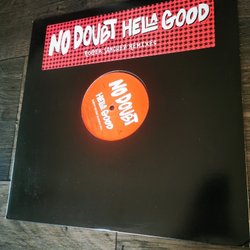 NO DOUBT HELLA GOOD
ROGER SANCHEZ REMIXES
NO DOUBT
HELLA GOOD